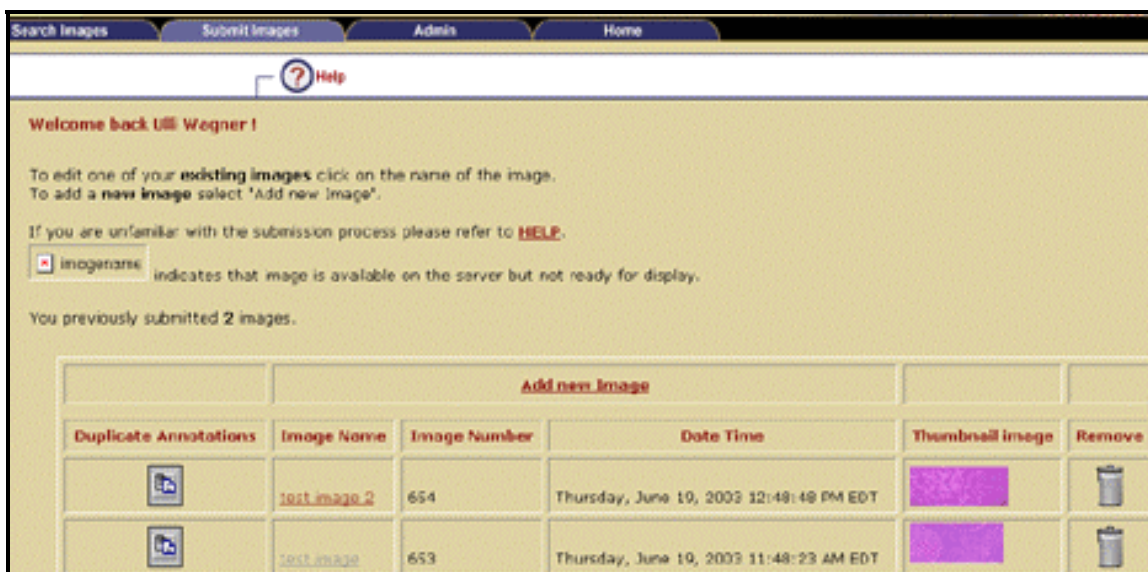 Search Images Submit Images Admin Home
Help
Welcome back Ulli Wagner !
To edit one of your existing images click on the name of the image.
To add a new image select "Add new Image".
If you are unfamiliar with the submission process please refer to HELP.
imagename indicates that image is available on the server but not ready for display.
You previously submitted 2 images.
Add new Image
Duplicate Annotations Image Name Image Number Date Time Thumbnail image Remove
test image 2 654 Thursday, June 19, 2003 12:48:48 PM EDT
test image 653 Thursday, June 19, 2003 11:48:23 AM EDT